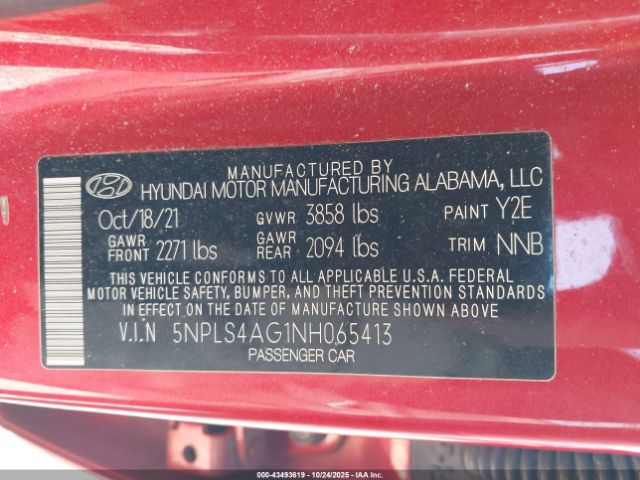 MANUFACTURED BY
HYUNDAI MOTOR MANUFACTURING ALABAMA, LLC
Oct/18/21 GVWR 3858 lbs PAINT Y2E
GAWR FRONT 2271 lbs GAWR REAR 2094 lbs TRIM NNB
THIS VEHICLE CONFORMS TO ALL APPLICABLE U.S.A. FEDERAL
MOTOR VEHICLE SAFETY, BUMPER, AND THEFT PREVENTION
STANDARDS IN EFFECT ON THE DATE OF MANUFACTURE SHOWN ABOVE
V.I.N 5NPLS4AG1NH065413
PASSENGER CAR
000-43493619 | 10/24/2025 - IAAI.CA